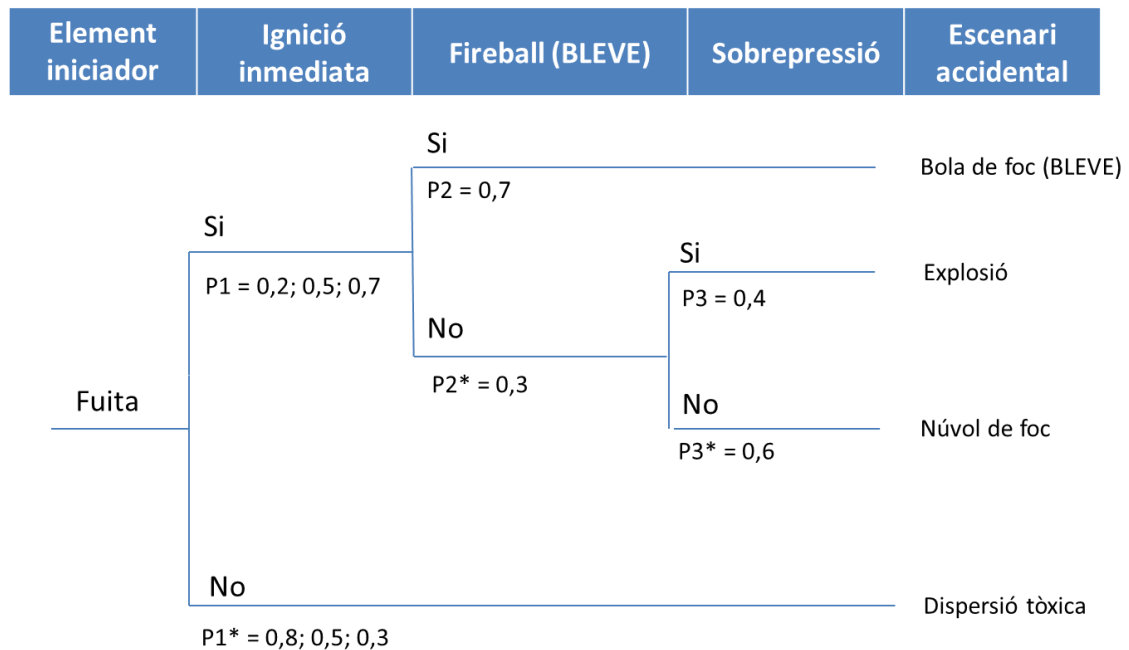 Element
iniciador
Ignició
inmediata
Fireball (BLEVE)
Sobrepressió
Escenari
accidental
Si
P2 = 0,7
Bola de foc (BLEVE)
Si
P1 = 0,2; 0,5; 0,7
Si
P3 = 0,4
Explosió
No
P2* = 0,3
Fuita
No
P3* = 0,6
Núvol de foc
No
P1* = 0,8; 0,5; 0,3
Dispersió tòxica